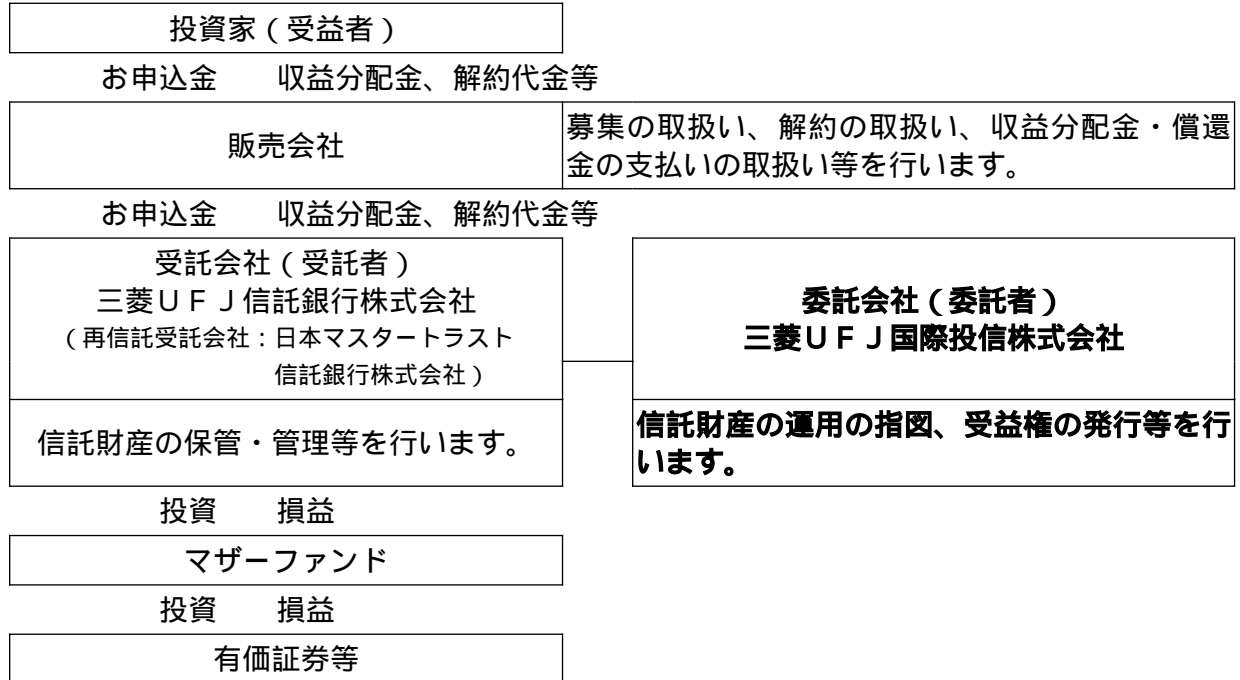 投資家(受益者)
お申込金　　収益分配金、解約代金等
販売会社
募集の取扱い、解約の取扱い、収益分配金・償還
金の支払いの取扱い等を行います。
お申込金　　収益分配金、解約代金等
受託会社(受託者)
三菱UFJ信託銀行株式会社
(再信託受託会社:日本マスタートラスト
信託銀行株式会社)
委託会社(委託者)
三菱UFJ国際投信株式会社
信託財産の保管・管理等を行います。
信託財産の運用の指図、受益権の発行等を行
います。
投資　　損益
マザーファンド
投資　　損益
有価証券等